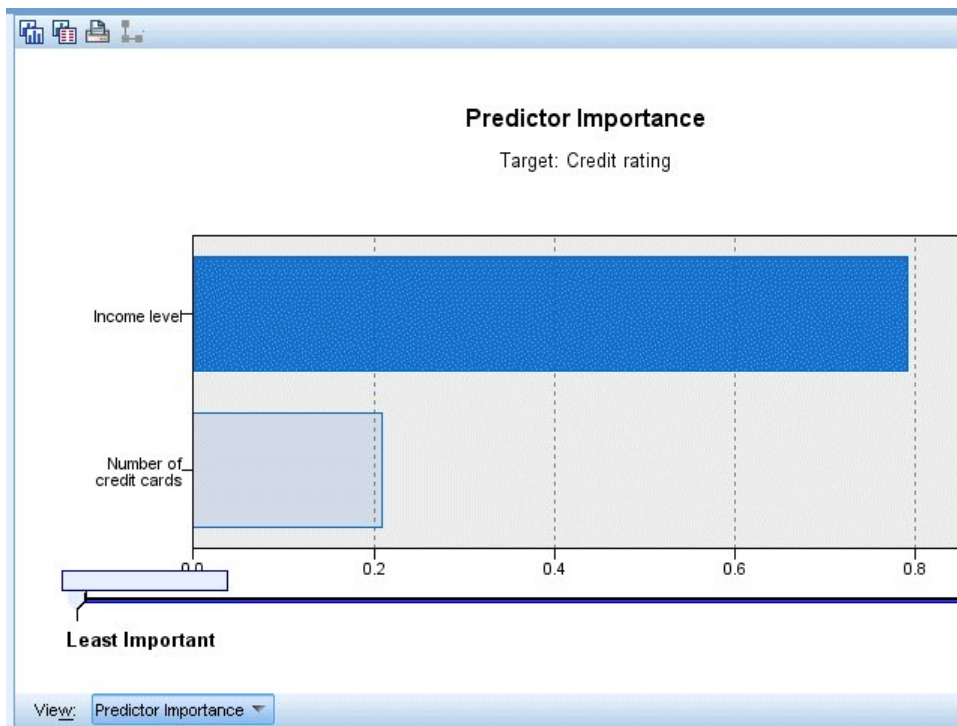 Predictor Importance
Target: Credit rating
Income level
Number of
credit cards
0.0 0.2 0.4 0.6 0.8
Least Important
View: Predictor Importance